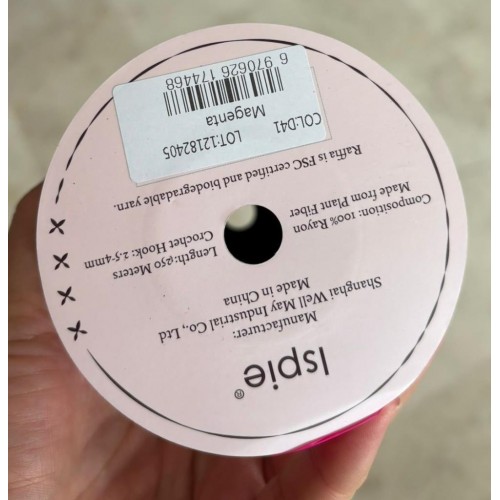 Ispie®
Manufacturer:
Shanghai Well May Industrial Co., Ltd
Made in China
Length:250 Meters
Crochet Hook: 2.5-4mm
Composition: 100% Rayon
Made from Plant Fiber
Raffia is FSC certified and biodegradable yarn.
COL:D41
Magenta
LOT:12182405
6 970626 174468